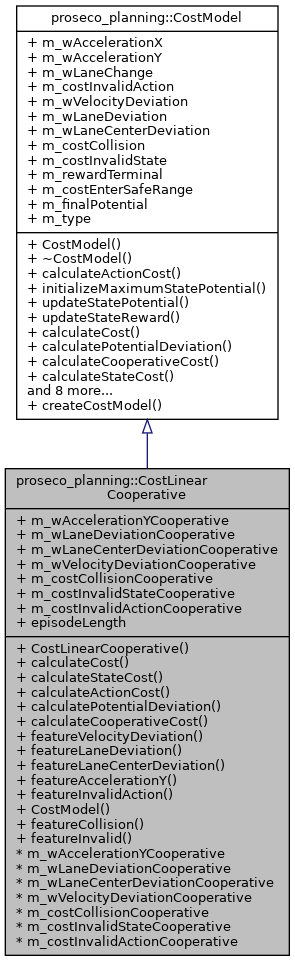 proseco_planning::CostModel
+ m_wAccelerationX
+ m_wAccelerationY
+ m_wLaneChange
+ m_costInvalidAction
+ m_wVelocityDeviation
+ m_wLaneDeviation
+ m_wLaneCenterDeviation
+ m_costCollision
+ m_costInvalidState
+ m_rewardTerminal
+ m_costEnterSafeRange
+ m_finalPotential
+ m_type
+ CostModel()
+ ~CostModel()
+ calculateActionCost()
+ initializeMaximumStatePotential()
+ updateStatePotential()
+ updateStateReward()
+ calculateCost()
+ calculatePotentialDeviation()
+ calculateCooperativeCost()
+ calculateStateCost()
and 8 more...
+ createCostModel()
proseco_planning::CostLinear
Cooperative
+ m_wAccelerationYCooperative
+ m_wLaneDeviationCooperative
+ m_wLaneCenterDeviationCooperative
+ m_wVelocityDeviationCooperative
+ m_costCollisionCooperative
+ m_costInvalidStateCooperative
+ m_costInvalidActionCooperative
+ episodeLength
+ CostLinearCooperative()
+ calculateCost()
+ calculateStateCost()
+ calculateActionCost()
+ calculatePotentialDeviation()
+ calculateCooperativeCost()
+ featureVelocityDeviation()
+ featureLaneDeviation()
+ featureLaneCenterDeviation()
+ featureAccelerationY()
+ featureInvalidAction()
+ CostModel()
+ featureCollision()
+ featureInvalid()
* m_wAccelerationYCooperative
* m_wLaneDeviationCooperative
* m_wLaneCenterDeviationCooperative
* m_wVelocityDeviationCooperative
* m_costCollisionCooperative
* m_costInvalidStateCooperative
* m_costInvalidActionCooperative